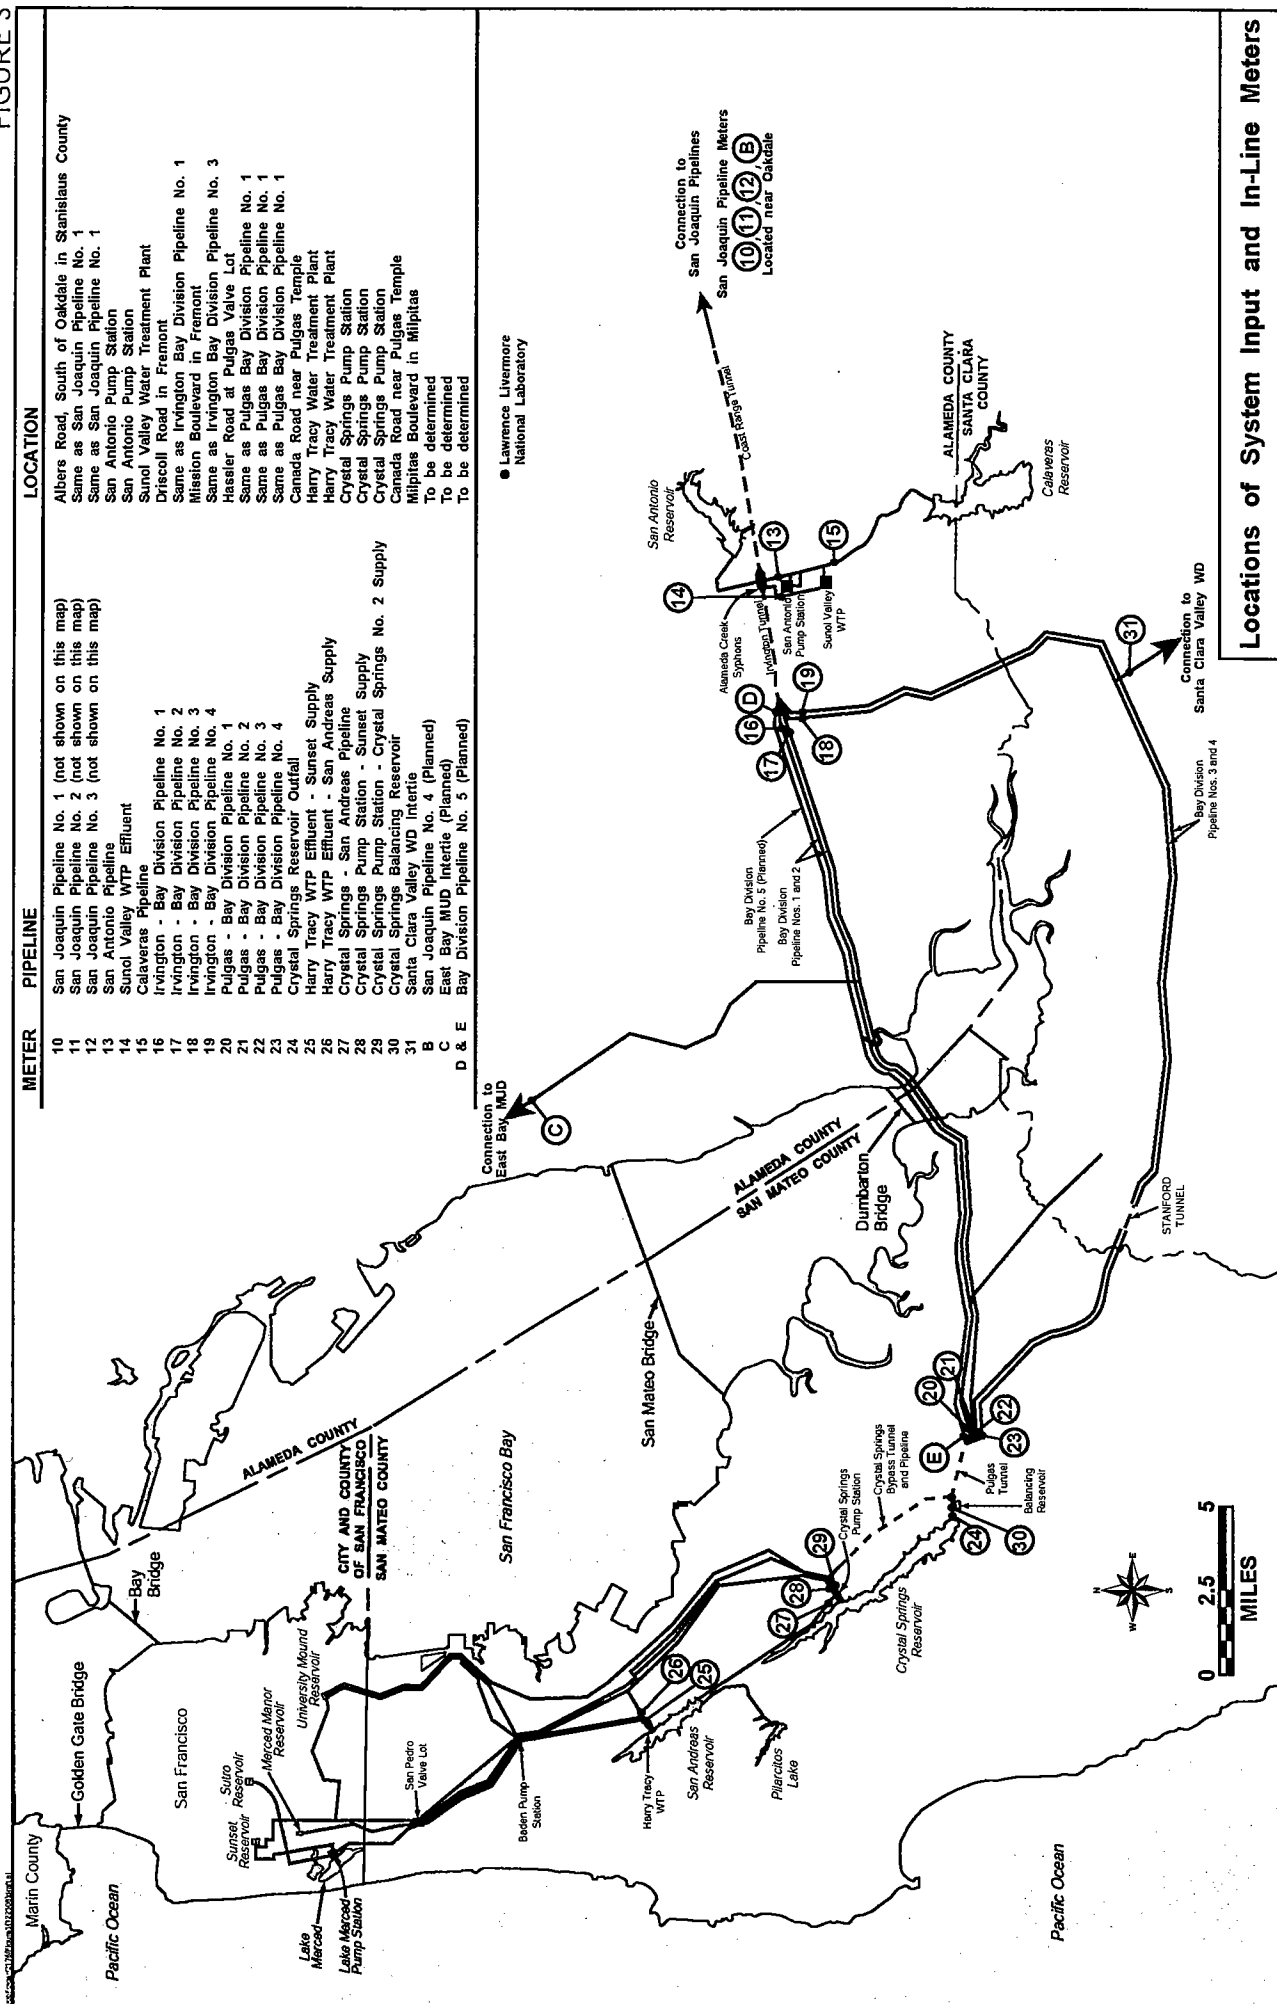 FIGURE 3
METER PIPELINE LOCATION
10 San Joaquin Pipeline No. 1 (not shown on this map) Albers Road, South of Oakdale in Stanislaus County
11 San Joaquin Pipeline No. 2 (not shown on this map) Same as San Joaquin Pipeline No. 1
12 San Joaquin Pipeline No. 3 (not shown on this map) Same as San Joaquin Pipeline No. 1
13 San Antonio Pipeline San Antonio Pump Station
14 Sunol Valley WTP Effluent San Antonio Pump Station
15 Calaveras Pipeline Sunol Valley Water Treatment Plant
16 Irvington - Bay Division Pipeline No. 1 Driscoll Road in Fremont
17 Irvington - Bay Division Pipeline No. 2 Same as Irvington Bay Division Pipeline No. 1
18 Irvington - Bay Division Pipeline No. 3 Mission Boulevard in Fremont
19 Irvington - Bay Division Pipeline No. 4 Same as Irvington Bay Division Pipeline No. 3
20 Pulgas - Bay Division Pipeline No. 1 Hassler Road at Pulgas Valve Lot
21 Pulgas - Bay Division Pipeline No. 2 Same as Pulgas Bay Division Pipeline No. 1
22 Pulgas - Bay Division Pipeline No. 3 Same as Pulgas Bay Division Pipeline No. 1
23 Pulgas - Bay Division Pipeline No. 4 Same as Pulgas Bay Division Pipeline No. 1
24 Crystal Springs Reservoir Outfall Canada Road near Pulgas Temple
25 Harry Tracy WTP Effluent - Sunset Supply Harry Tracy Water Treatment Plant
26 Harry Tracy WTP Effluent - San Andreas Supply Harry Tracy Water Treatment Plant
27 Crystal Springs - San Andreas Pipeline Crystal Springs Pump Station
28 Crystal Springs Pump Station - Sunset Supply Crystal Springs Pump Station
29 Crystal Springs Pump Station - Crystal Springs No. 2 Supply Crystal Springs Pump Station
30 Crystal Springs Balancing Reservoir Canada Road near Pulgas Temple
31 Santa Clara Valley WD Intertie Milpitas Boulevard in Milpitas
B San Joaquin Pipeline No. 4 (Planned) To be determined
C East Bay MUD Intertie (Planned) To be determined
D & E Bay Division Pipeline No. 5 (Planned) To be determined
Marin County
Pacific Ocean
Golden Gate Bridge
San Francisco
Bay
Bridge
Sunset
Reservoir
Sutro
Reservoir
Merced Manor
Reservoir
University Mound
Reservoir
Lake
Merced
Lake Merced
Pump Station
ALAMEDA COUNTY
CITY AND COUNTY
OF SAN FRANCISCO
SAN MATEO COUNTY
San Pedro
Valve Lot
Baden Pump
Station
San Francisco Bay
Connection to
East Bay MUD
C
Lawrence Livermore
National Laboratory
San Mateo Bridge
ALAMEDA COUNTY
SAN MATEO COUNTY
Harry Tracy
WTP
San Andreas
Reservoir
Pilarcitos
Lake
26
25
27
28
29
Crystal Springs
Pump Station
Crystal Springs
Bypass Tunnel
and Pipeline
Crystal Springs
Reservoir
Dumbarton
Bridge
Bay Division
Pipeline No. 5 (Planned)
Bay Division
Pipeline Nos. 1 and 2
San Antonio
Reservoir
14
13
15
Alameda Creek
Syphons
Irvington Tunnel
San Antonio
Pump Station
Sunol Valley
WTP
Coast Range Tunnel
Connection to
San Joaquin Pipelines
San Joaquin Pipeline Meters
10, 11, 12, B
Located near Oakdale
D
16
17
18
19
E
20
21
22
23
Pulgas
Tunnel
24
30
Balancing
Reservoir
ALAMEDA COUNTY
SANTA CLARA
COUNTY
Calaveras
Reservoir
31
Connection to
Santa Clara Valley WD
Bay Division
Pipeline Nos. 3 and 4
STANFORD
TUNNEL
Pacific Ocean
N
W E
S
0 2.5 5
MILES
Locations of System Input and In-Line Meters